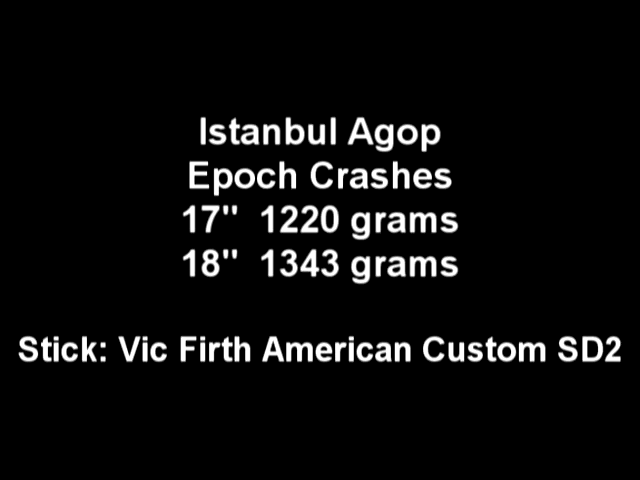 Istanbul Agop
Epoch Crashes
17"  1220 grams
18"  1343 grams
Stick: Vic Firth American Custom SD2